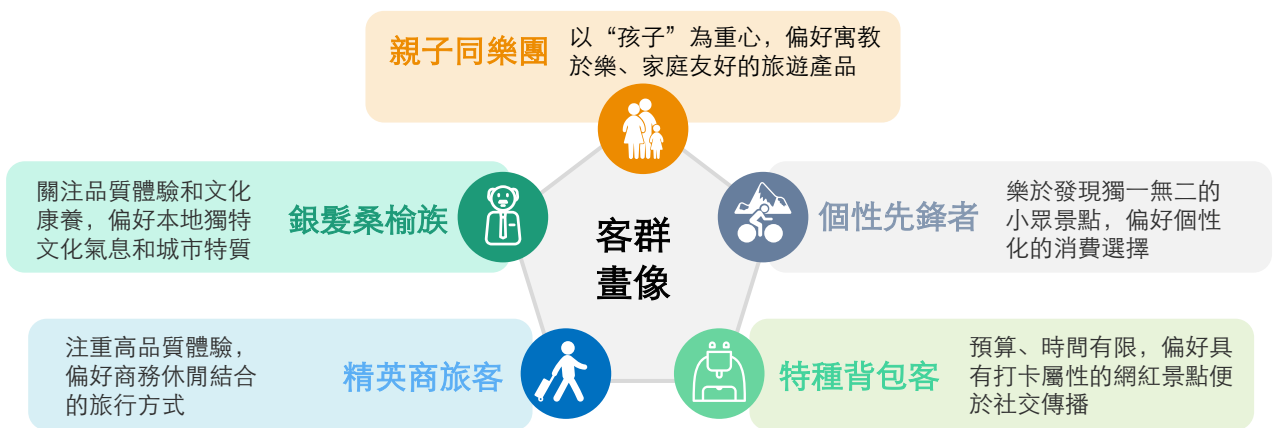 親子同樂團
以“孩子”為重心，偏好寓教
於樂、家庭友好的旅遊產品
關注品質體驗和文化
康養，偏好本地獨特
文化氣息和城市特質
銀髮桑榆族
客群
畫像
個性先鋒者
樂於發現獨一無二的
小眾景點，偏好個性
化的消費選擇
注重高品質體驗，
偏好商務休閒結合
的旅行方式
精英商旅客
特種背包客
預算、時間有限，偏好具
有打卡屬性的網紅景點便
於社交傳播